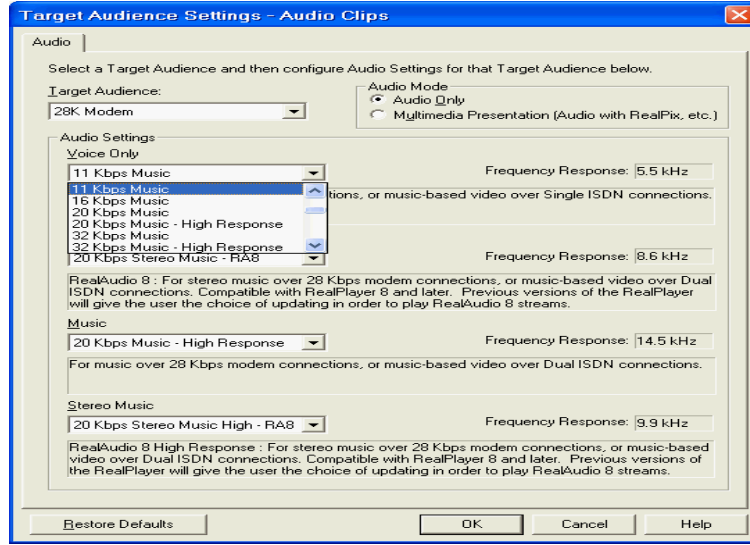 Target Audience Settings - Audio Clips
Audio
Select a Target Audience and then configure Audio Settings for that Target Audience below.
Target Audience:
28K Modem
Audio Mode
Audio Only
Multimedia Presentation (Audio with RealPix, etc.)
Audio Settings
Voice Only
11 Kbps Music
Frequency Response: 5.5 kHz
11 Kbps Music
16 Kbps Music
20 Kbps Music
20 Kbps Music - High Response
32 Kbps Music
32 Kbps Music - High Response
tions, or music-based video over Single ISDN connections.
20 Kbps Stereo Music - RA8
Frequency Response: 8.6 kHz
RealAudio 8 : For stereo music over 28 Kbps modem connections, or music-based video over Dual
ISDN connections. Compatible with RealPlayer 8 and later. Previous versions of the RealPlayer
will give the user the choice of updating in order to play RealAudio 8 streams.
Music
20 Kbps Music - High Response
Frequency Response: 14.5 kHz
For music over 28 Kbps modem connections, or music-based video over Dual ISDN connections.
Stereo Music
20 Kbps Stereo Music High - RA8
Frequency Response: 9.9 kHz
RealAudio 8 High Response : For stereo music over 28 Kbps modem connections, or music-based
video over Dual ISDN connections. Compatible with RealPlayer 8 and later. Previous versions of
the RealPlayer will give the user the choice of updating in order to play RealAudio 8 streams.
Restore Defaults
OK
Cancel
Help